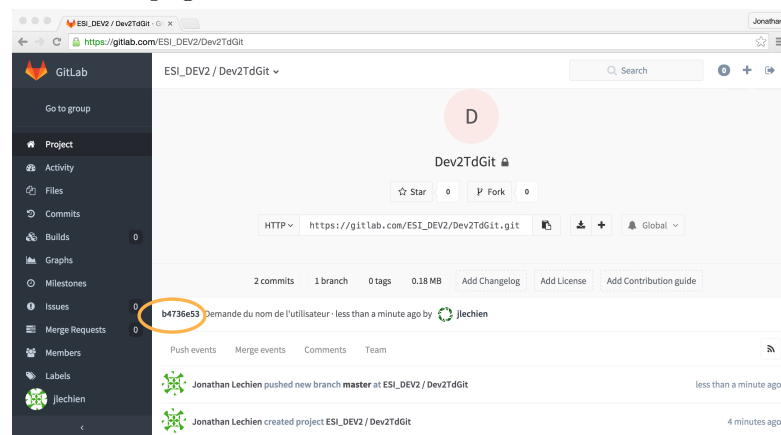 ESI_DEV2 / Dev2TdGit · Gi
Jonathan
https://gitlab.com/ESI_DEV2/Dev2TdGit
GitLab
ESI_DEV2 / Dev2TdGit
Search
0
Go to group
D
Project
Dev2TdGit
Activity
Files
Star 0 Fork 0
Commits
HTTP https://gitlab.com/ESI_DEV2/Dev2TdGit.git Global
Builds 0
Graphs
Milestones
2 commits 1 branch 0 tags 0.18 MB Add Changelog Add License Add Contribution guide
Issues 0
b4736e53 Demande du nom de l'utilisateur · less than a minute ago by jlechien
Merge Requests 0
Members
Push events Merge events Comments Team
Labels
Jonathan Lechien pushed new branch master at ESI_DEV2 / Dev2TdGit less than a minute ago
jlechien
Jonathan Lechien created project ESI_DEV2 / Dev2TdGit 4 minutes ago